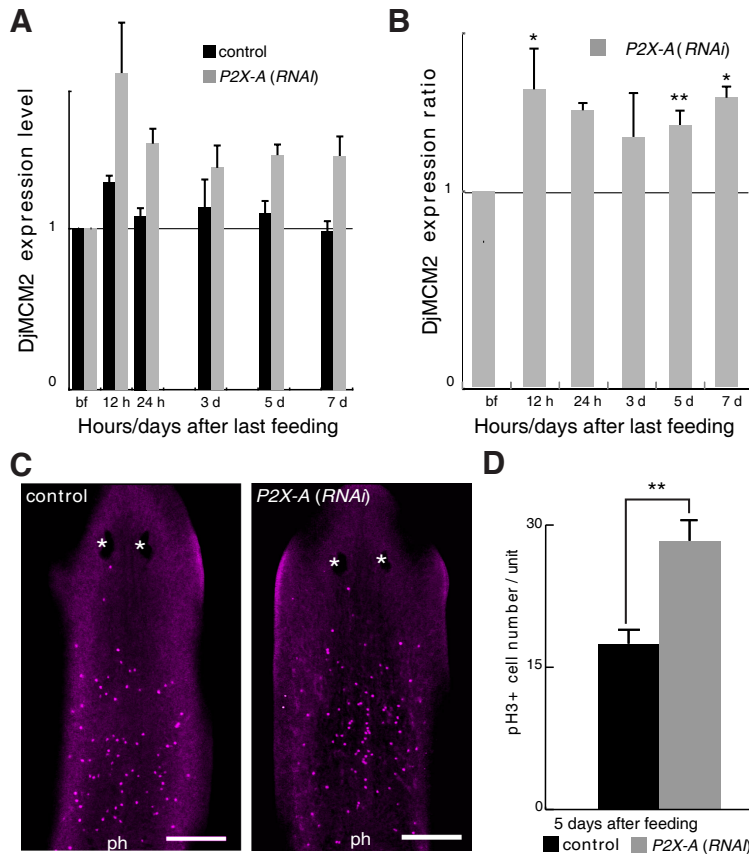 A
control
P2X-A (RNAi)
DjMCM2 expression level
1
0
bf 12 h 24 h 3 d 5 d 7 d
Hours/days after last feeding
B
P2X-A (RNAi)
DjMCM2 expression ratio
1
0
* ** *
bf 12 h 24 h 3 d 5 d 7 d
Hours/days after last feeding
C
control
* *
ph
P2X-A (RNAi)
* *
ph
D
**
pH3+ cell number / unit
30
15
0
5 days after feeding
control P2X-A (RNAi)